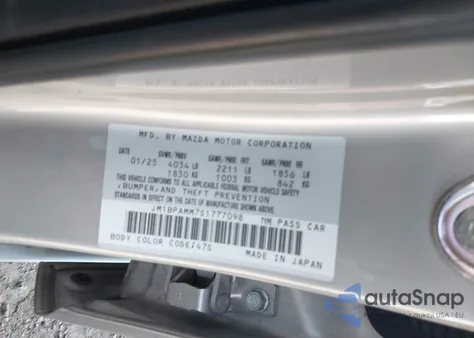 MFD. BY MAZDA MOTOR CORPORATION
GVWR/PNBV GAWR/PNBE FR GAWR/PNBE RR
01/25 4034 LB 2211 LB 1856 LB
1830 KG 1003 KG 842 KG
THIS VEHICLE CONFORMS TO ALL APPLICABLE FEDERAL MOTOR VEHICLE SAFETY
, BUMPER, AND THEFT PREVENTION
STANDARDS IN EFFECT ON THE DATE OF MANUFACTURE SHOWN ABOVE.
JM1BPAMM7S1777098 TYPE:PASS CAR
BODY COLOR CODE:47S MADE IN JAPAN
autoSnap